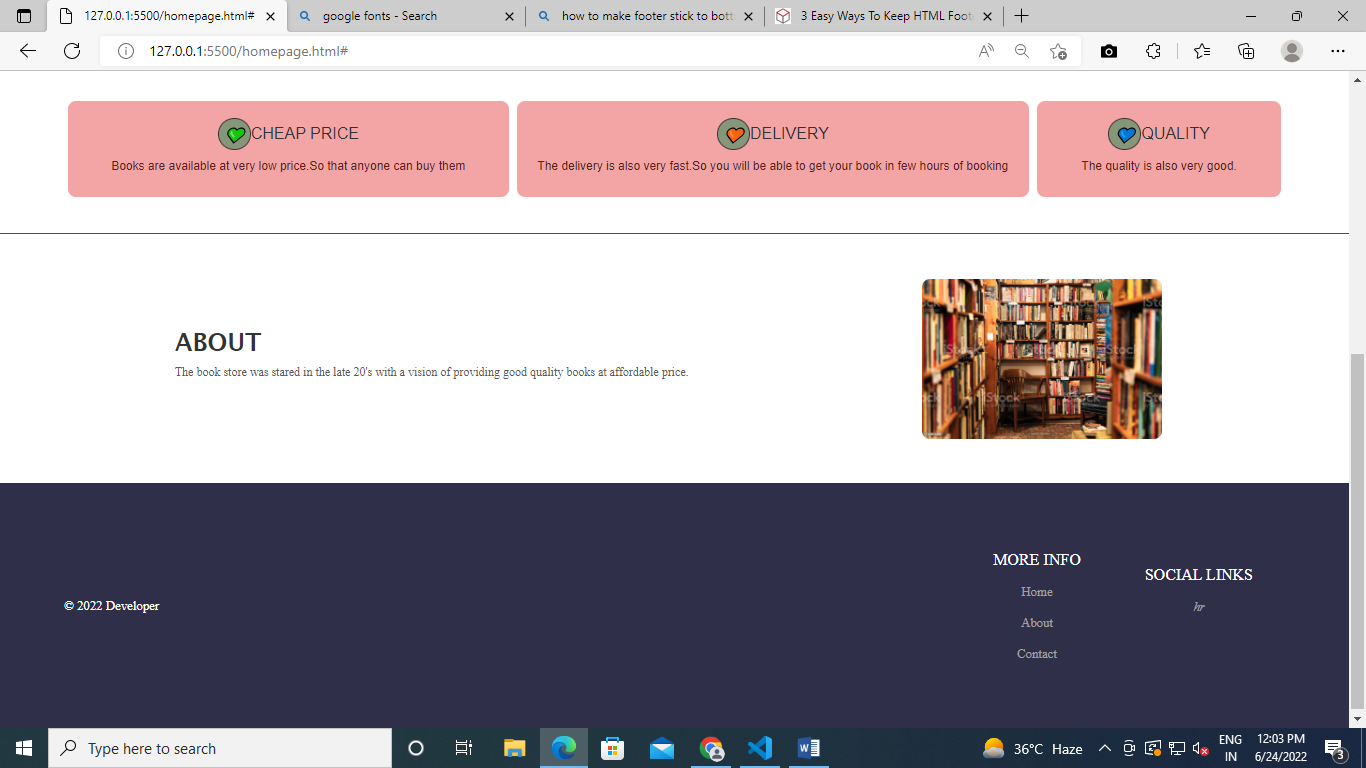 127.0.0.1:5500/homepage.html#
google fonts - Search
how to make footer stick to bott
3 Easy Ways To Keep HTML Foot
127.0.0.1:5500/homepage.html#
CHEAP PRICE
Books are available at very low price.So that anyone can buy them
DELIVERY
The delivery is also very fast.So you will be able to get your book in few hours of booking
QUALITY
The quality is also very good.
ABOUT
The book store was stared in the late 20's with a vision of providing good quality books at affordable price.
iStock
iStock
iStock
© 2022 Developer
MORE INFO
Home
About
Contact
SOCIAL LINKS
hr
Type here to search
36°C Haze
ENG
IN
12:03 PM
6/24/2022
3